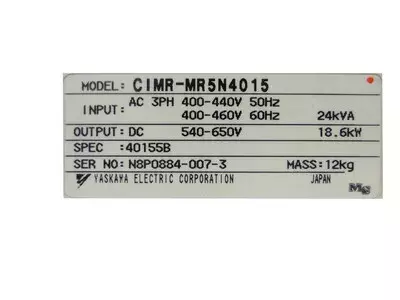 MODEL: CIMR-MR5N4015
INPUT: AC 3PH 400-440V 50Hz
400-460V 60Hz 24kVA
OUTPUT: DC 540-650V 18.6kW
SPEC :40155B
SER NO: N8P0884-007-3 MASS:12kg
YASKAWA ELECTRIC CORPORATION JAPAN Mg